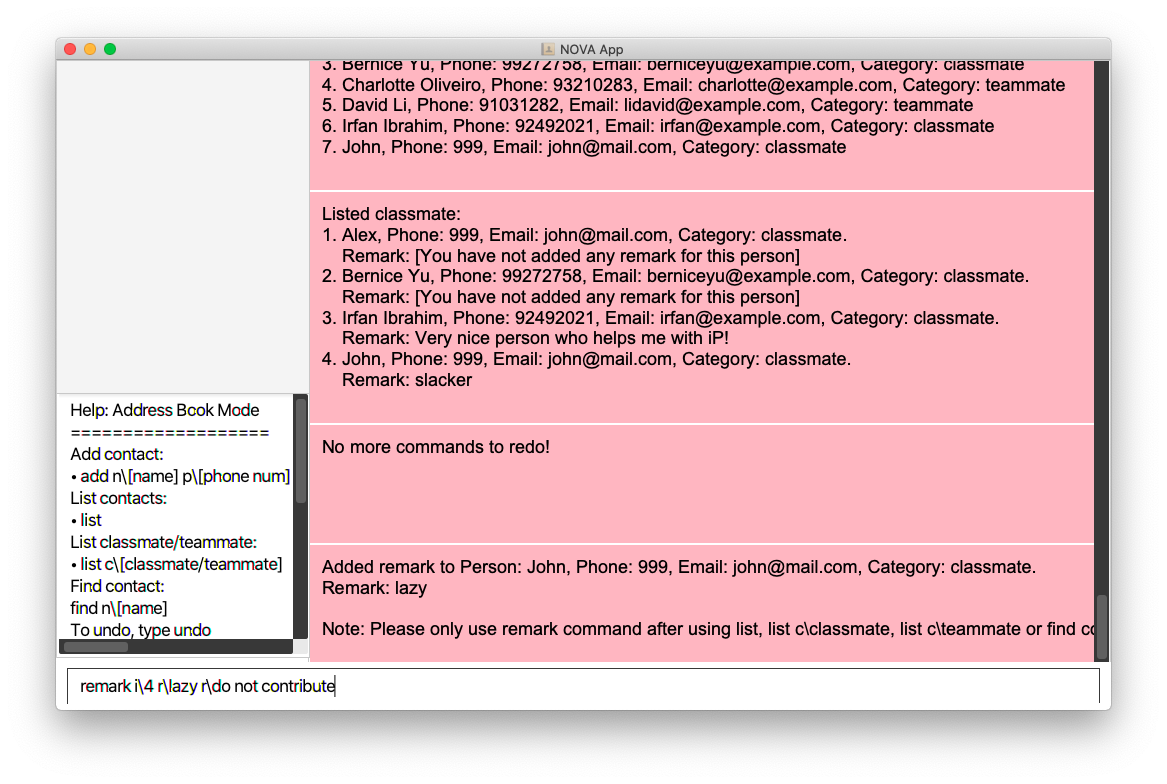 NOVA App
3. Bernice Yu, Phone: 99272758, Email: berniceyu@example.com, Category: classmate
4. Charlotte Oliveiro, Phone: 93210283, Email: charlotte@example.com, Category: teammate
5. David Li, Phone: 91031282, Email: lidavid@example.com, Category: teammate
6. Irfan Ibrahim, Phone: 92492021, Email: irfan@example.com, Category: classmate
7. John, Phone: 999, Email: john@mail.com, Category: classmate
Listed classmate:
1. Alex, Phone: 999, Email: john@mail.com, Category: classmate.
Remark: [You have not added any remark for this person]
2. Bernice Yu, Phone: 99272758, Email: berniceyu@example.com, Category: classmate.
Remark: [You have not added any remark for this person]
3. Irfan Ibrahim, Phone: 92492021, Email: irfan@example.com, Category: classmate.
Remark: Very nice person who helps me with iP!
4. John, Phone: 999, Email: john@mail.com, Category: classmate.
Remark: slacker
No more commands to redo!
Added remark to Person: John, Phone: 999, Email: john@mail.com, Category: classmate.
Remark: lazy
Note: Please only use remark command after using list, list c\classmate, list c\teammate or find
Help: Address Book Mode
===================
Add contact:
• add n\[name] p\[phone num]
List contacts:
• list
List classmate/teammate:
• list c\[classmate/teammate]
Find contact:
find n\[name]
To undo, type undo
remark i\4 r\lazy r\do not contribute